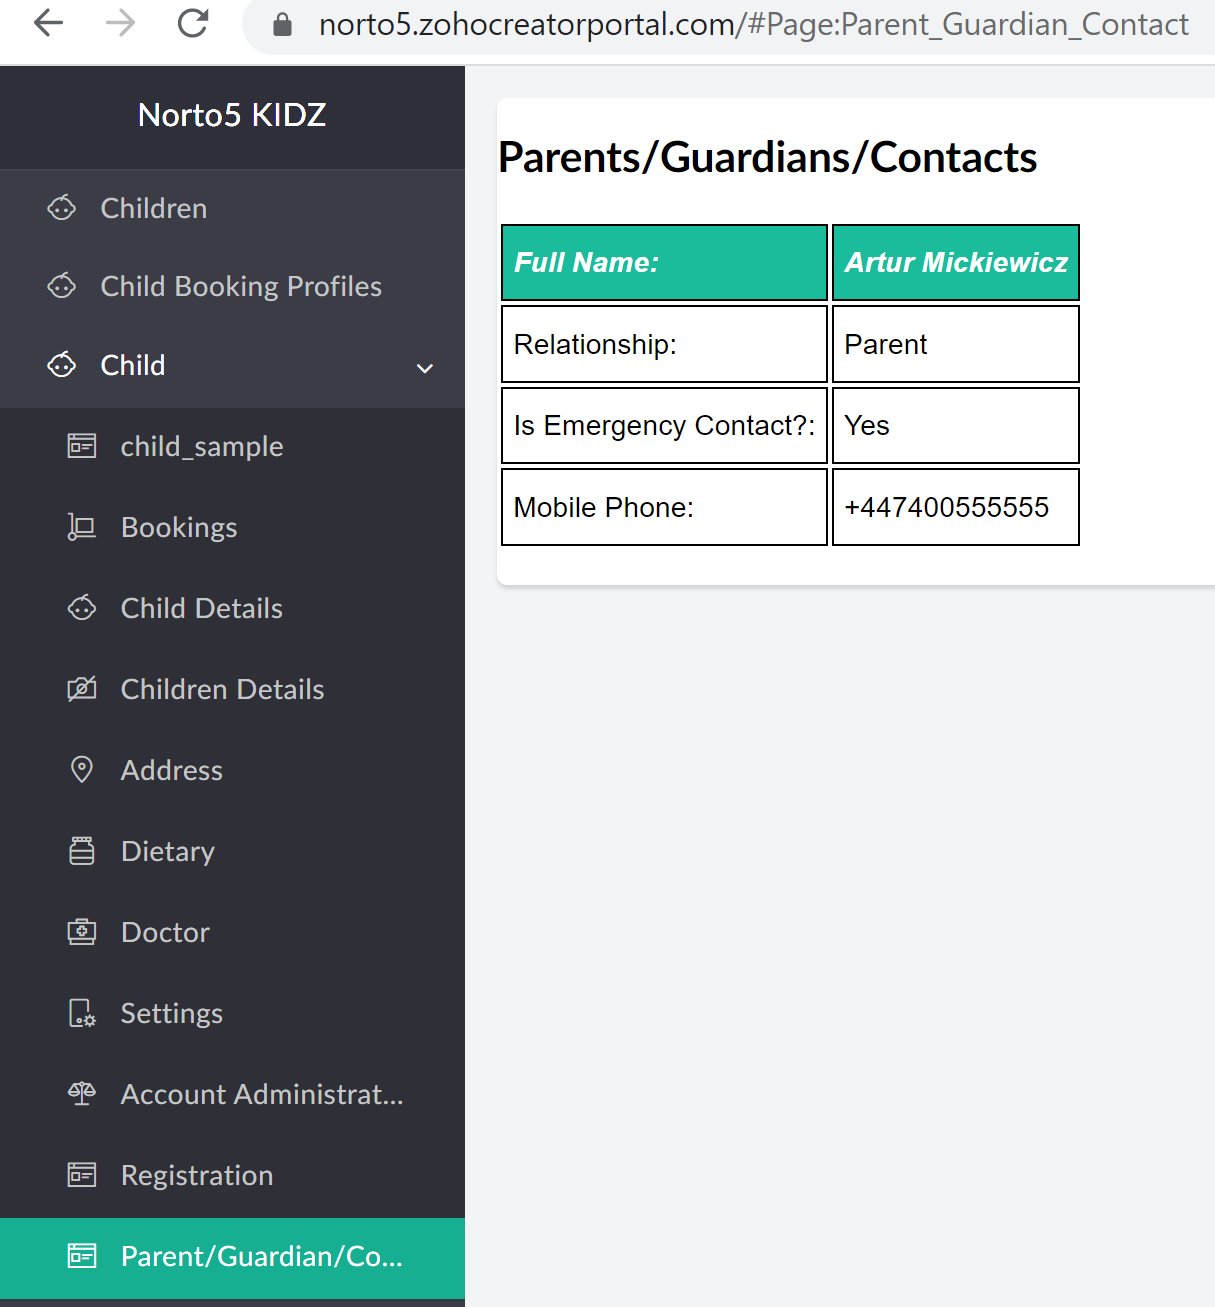 norto5.zohocreatorportal.com/#Page:Parent_Guardian_Contact
Norto5 KIDZ
Children
Child Booking Profiles
Child
child_sample
Bookings
Child Details
Children Details
Address
Dietary
Doctor
Settings
Account Administrat...
Registration
Parent/Guardian/Co...
Parents/Guardians/Contacts
Full Name: Artur Mickiewicz
Relationship: Parent
Is Emergency Contact?: Yes
Mobile Phone: +447400555555